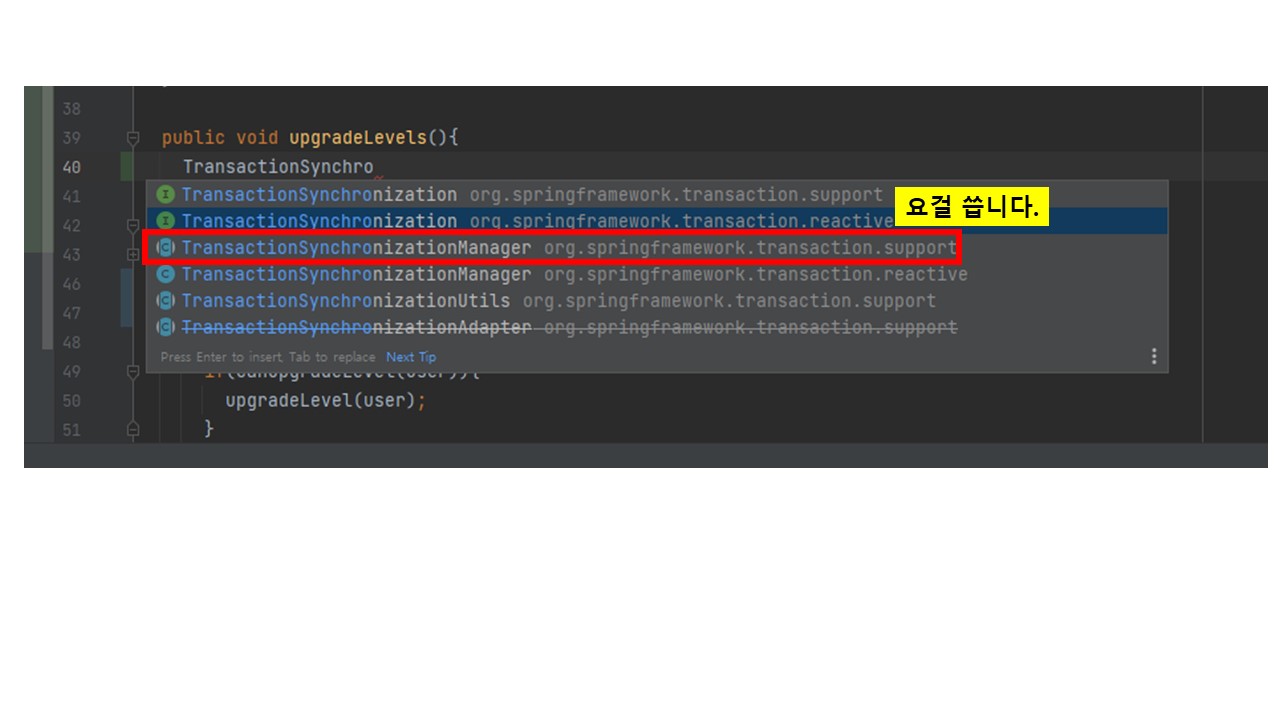 38
39 public void upgradeLevels(){
40 TransactionSynchro
41 TransactionSynchronization org.springframework.transaction.support
요걸 씁니다.
42 TransactionSynchronization org.springframework.transaction.reactive
43 TransactionSynchronizationManager org.springframework.transaction.support
46 TransactionSynchronizationManager org.springframework.transaction.reactive
47 TransactionSynchronizationUtils org.springframework.transaction.support
48 TransactionSynchronizationAdapter org.springframework.transaction.support
Press Enter to insert, Tab to replace Next Tip
49 if(canUpgradeLevel(user)){
50 upgradeLevel(user);
51 }